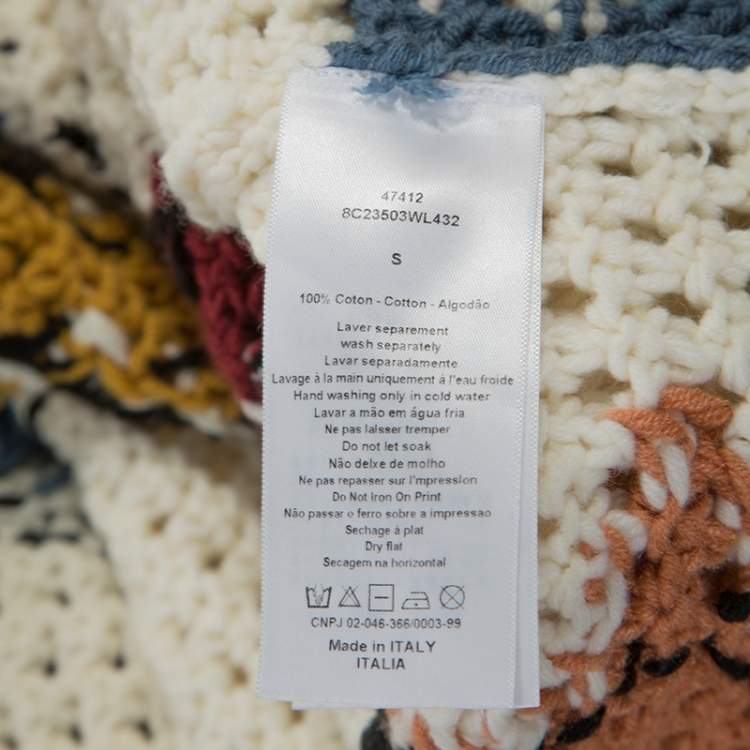 47412
8C23503WL432
S
100% Coton - Cotton - Algodão
Laver separement
wash separately
Lavar separadamente
Lavage à la main uniquement á l'eau froide
Hand washing only in cold water
Lavar a mão em água fria
Ne pas laisser tremper
Do not let soak
Não deixe de molho
Ne pas repasser sur l'impression
Do Not Iron On Print
Não passar o ferro sobre a impressao
Sechage á plat
Dry flat
Secagem na horizontal
CNPJ 02-046-366/0003-99
Made in ITALY
ITALIA